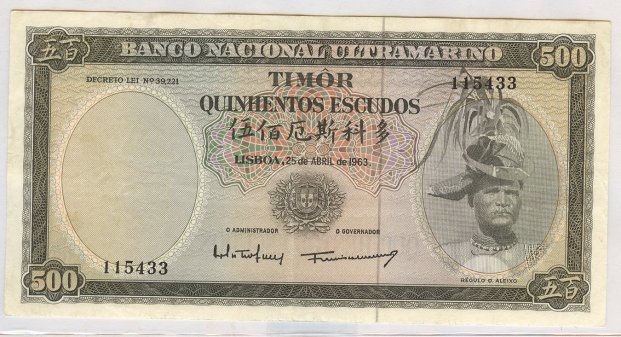 五百 BANCO NACIONAL ULTRAMARINO 500
DECRETO LEI Nº 39,221
TIMÓR
115433
QUINHENTOS ESCUDOS
伍佰厄斯科多
LISBOA, 25 de ABRIL de 1963
O ADMINISTRADOR O GOVERNADOR
115433
RÉGULO D. ALEIXO
500 五百